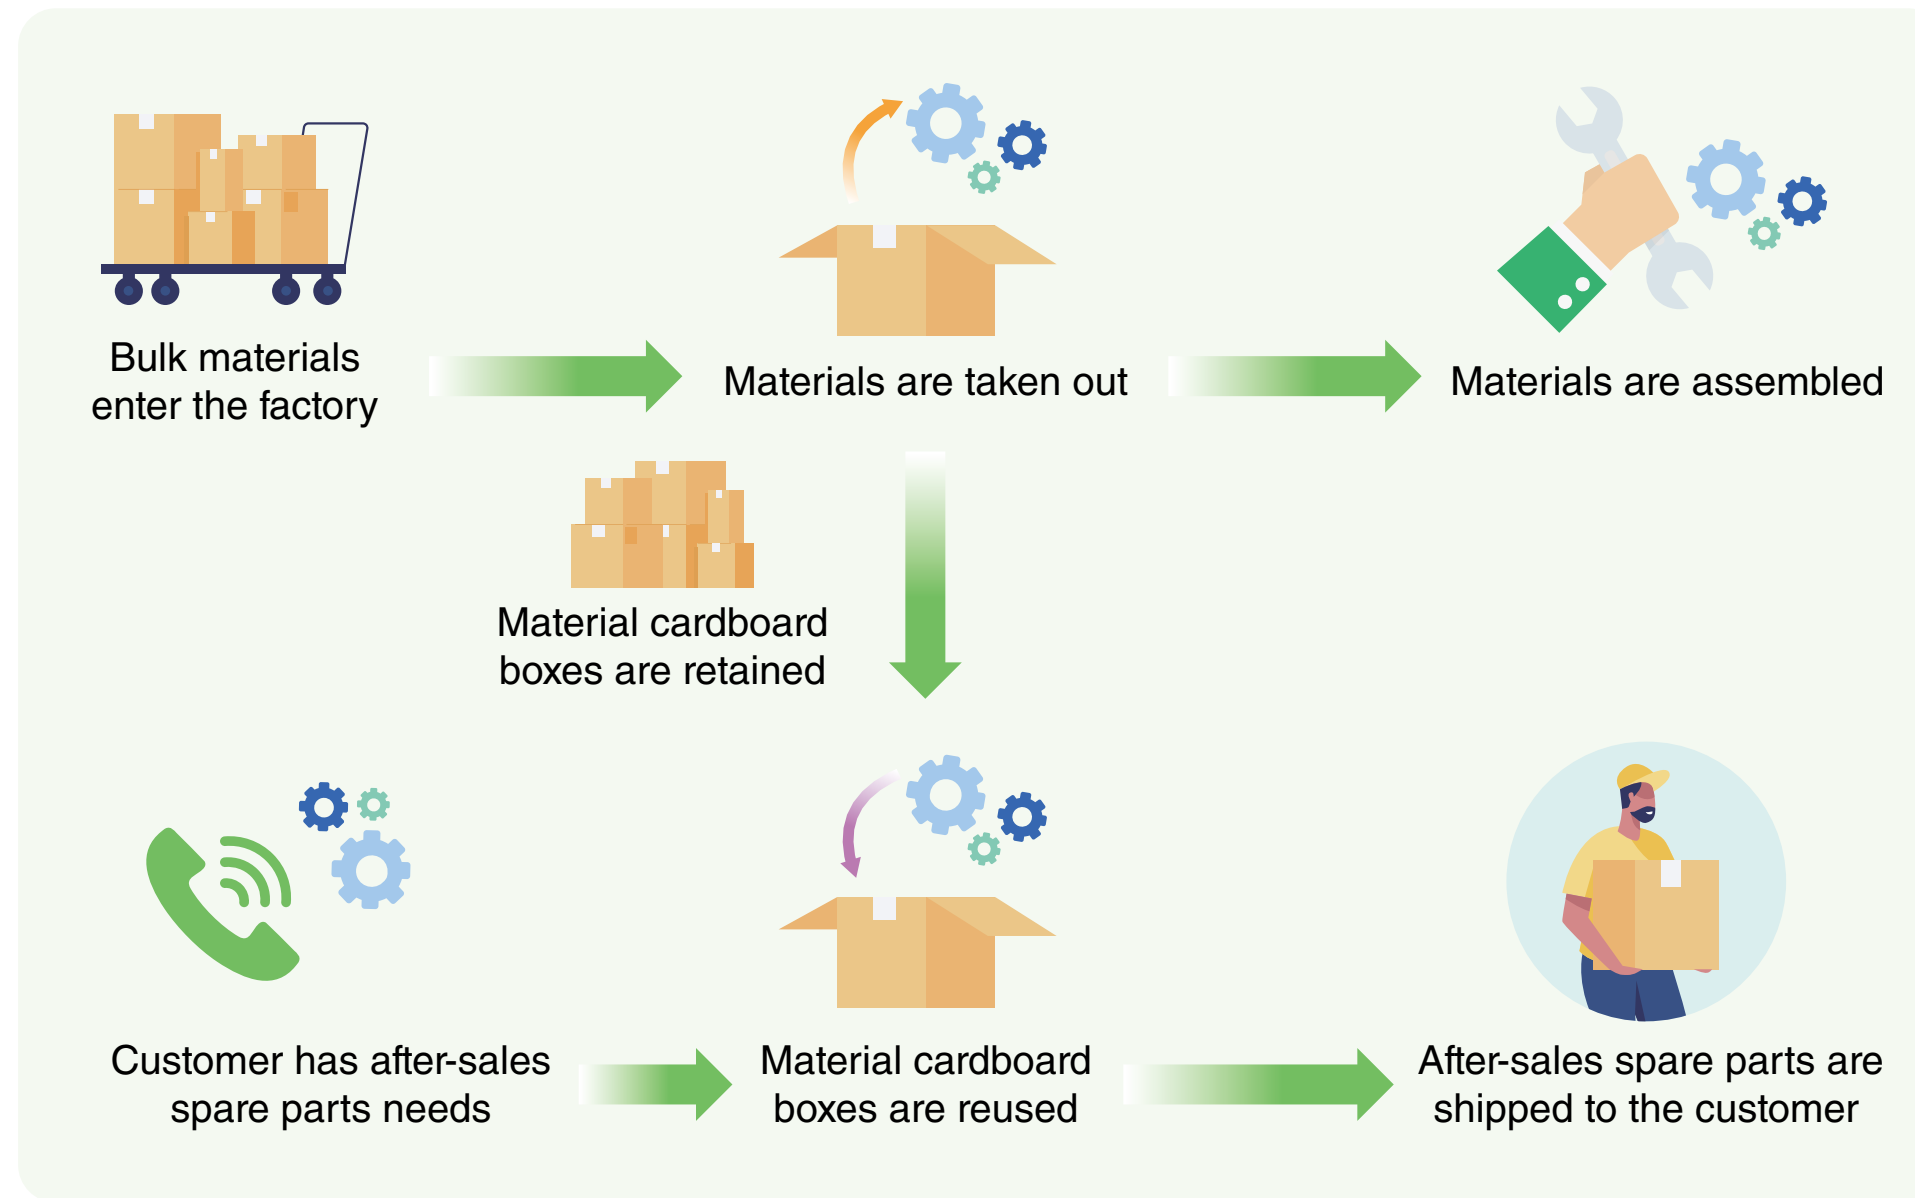 Bulk materials
enter the factory
Materials are taken out
Materials are assembled
Material cardboard
boxes are retained
Customer has after-sales
spare parts needs
Material cardboard
boxes are reused
After-sales spare parts are
shipped to the customer